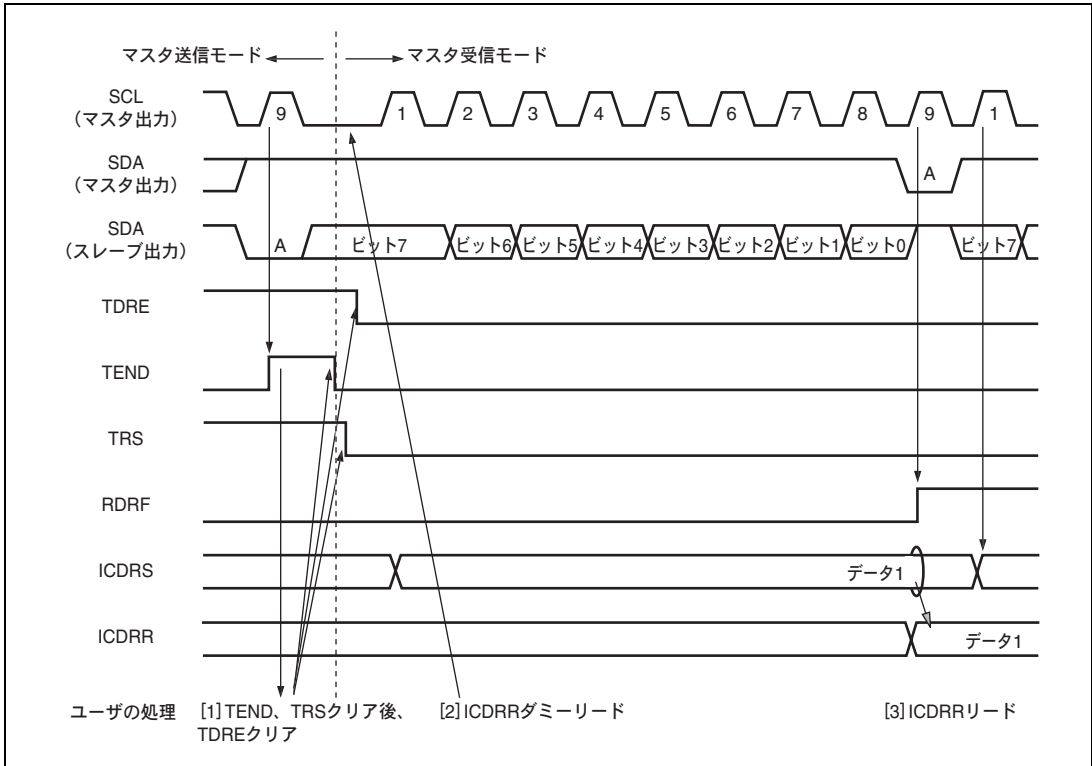 マスタ送信モード マスタ受信モード
SCL
（マスタ出力）
9 1 2 3 4 5 6 7 8 9 1
SDA
（マスタ出力）
A
SDA
（スレーブ出力）
A ビット7 ビット6 ビット5 ビット4 ビット3 ビット2 ビット1 ビット0 ビット7
TDRE
TEND
TRS
RDRF
ICDRS
データ1
ICDRR
データ1
ユーザの処理 [1] TEND、TRSクリア後、 [2] ICDRRダミーリード [3] ICDRRリード
TDREクリア